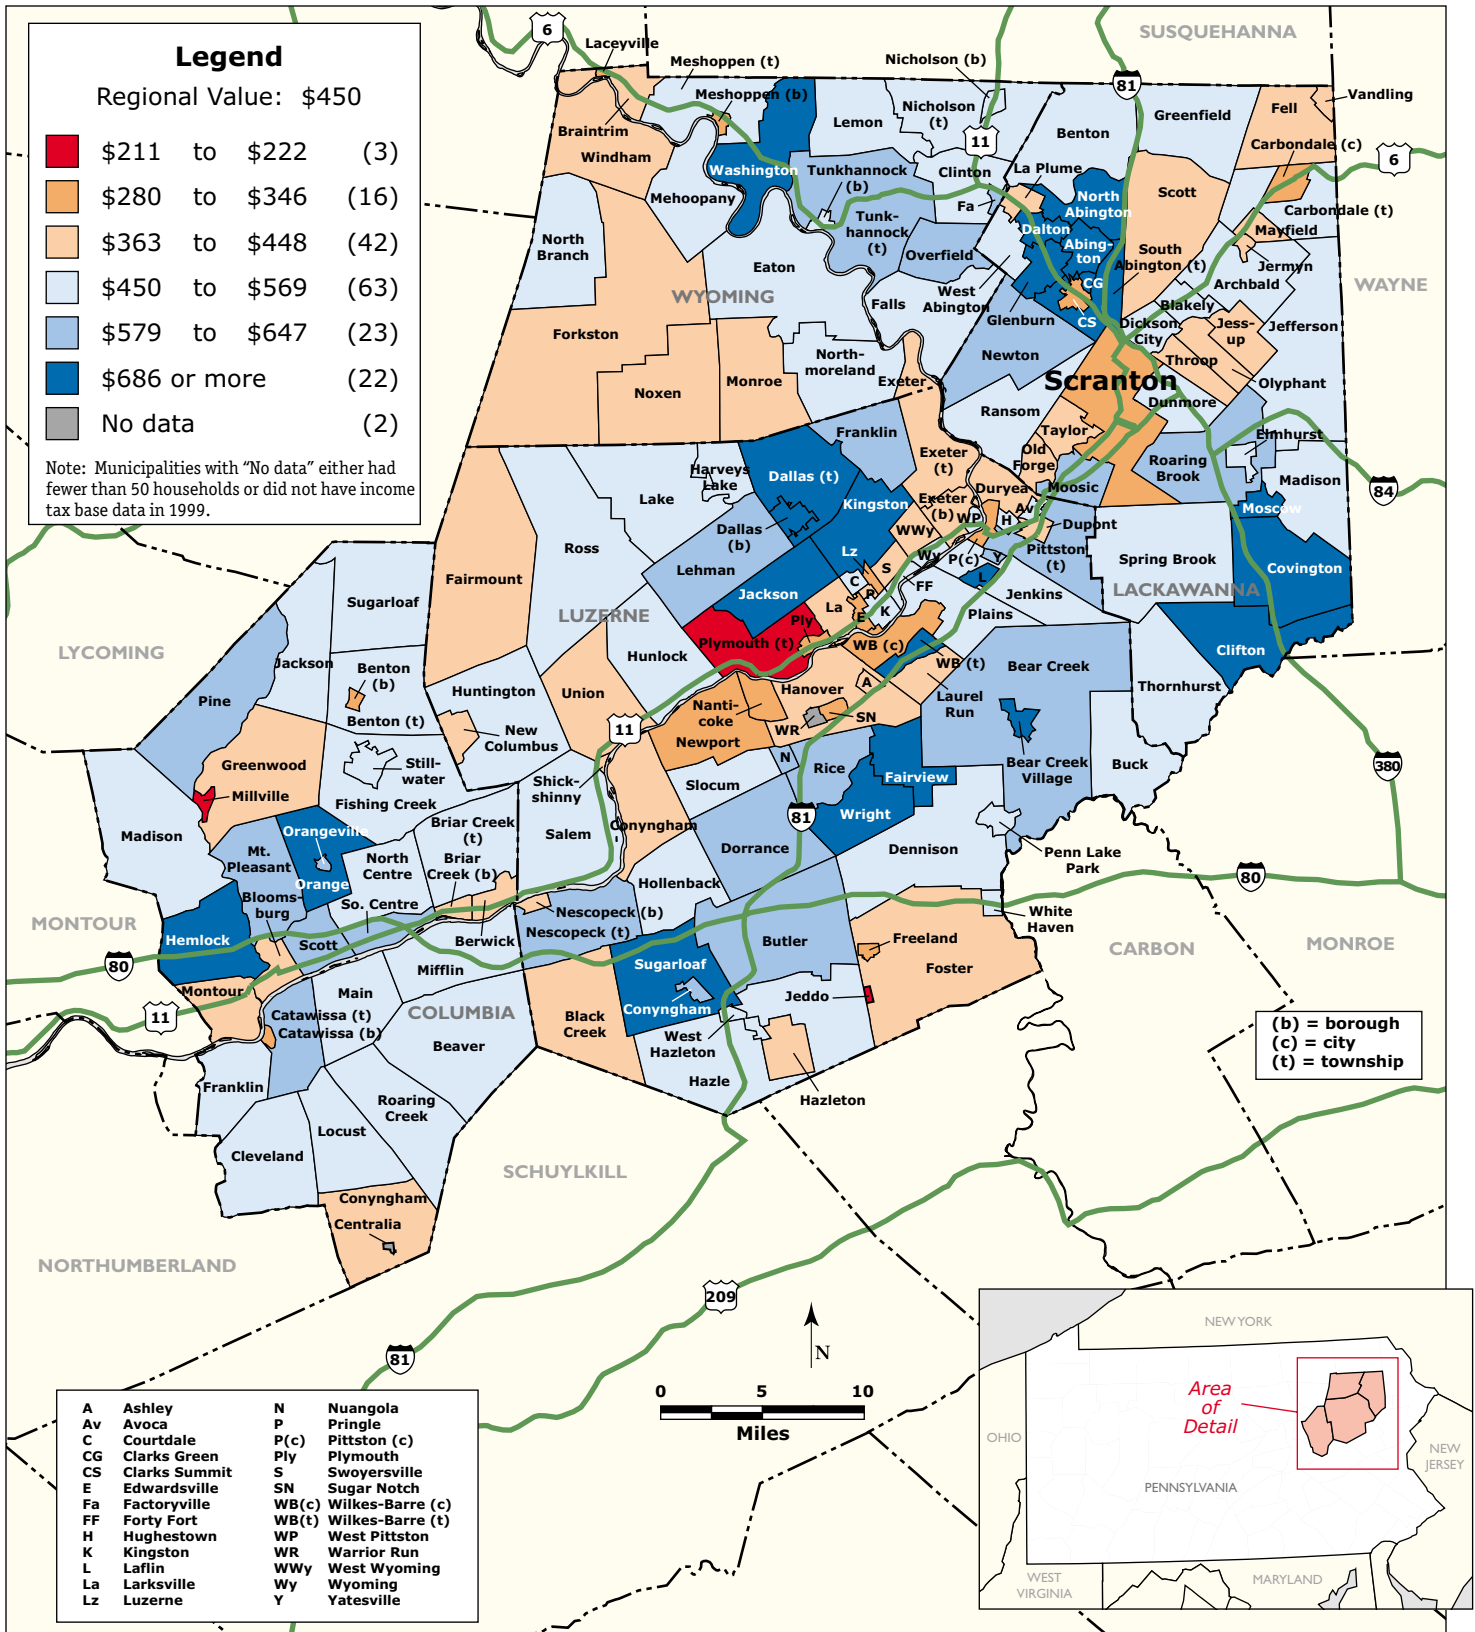 Legend
Regional Value: $450
$211 to $222 (3)
$280 to $346 (16)
$363 to $448 (42)
$450 to $569 (63)
$579 to $647 (23)
$686 or more (22)
No data (2)
Note: Municipalities with “No data” either had
fewer than 50 households or did not have income
tax base data in 1999.
SUSQUEHANNA
6
Laceyville
Meshoppen (t)
Nicholson (b)
81
Vandling
Meshoppen (b)
Nicholson
(t)
Lemon
Benton
Greenfield
Fell
Braintrim
Windham
11
Carbondale (c)
6
Washington
Tunkhannock
(b)
Clinton
La Plume
Scott
Mehoopany
North
Abington
Fa
Carbondale (t)
Mayfield
Tunk-
hannock
(t)
Dalton
Abing-
ton
North
Branch
Overfield
South
Abington (t)
Jermyn
Archbald
WAYNE
Eaton
CG
West
Abington
WYOMING
Falls
Blakely
Glenburn
CS
Dickson
City
Jess-
up
Jefferson
Forkston
North-
moreland
Newton
Throop
Exeter
Scranton
Olyphant
Noxen
Monroe
Ransom
Dunmore
Taylor
Franklin
Elmhurst
Exeter
(t)
Old
Forge
Roaring
Brook
Madison
Harveys
Lake
Dallas (t)
Duryea
Moosic
84
Lake
Kingston
Exeter
(b)
WP
H
Av
Moscow
Dallas
(b)
WWy
Dupont
Ross
Lz
Wy
P(c)
Y
Pittston
(t)
Spring Brook
Lehman
S
Covington
Fairmount
C
L
FF
Jackson
P
Jenkins
LACKAWANNA
Sugarloaf
La
E
K
LUZERNE
Ply
Plains
Plymouth (t)
WB (c)
Clifton
LYCOMING
Jackson
Hunlock
WB (t)
Bear Creek
Benton
(b)
A
Huntington
Union
Hanover
Laurel
Run
Thornhurst
Pine
Nanti-
coke
Benton (t)
SN
New
Columbus
11
WR
Newport
Greenwood
Still-
water
N
Rice
Bear Creek
Village
Buck
380
Fairview
Shick-
shinny
Slocum
Millville
Fishing Creek
81
Wright
Madison
Orangeville
Briar Creek
(t)
Salem
Conyngham
Mt.
Pleasant
North
Centre
Dorrance
Dennison
Penn Lake
Park
Briar
Creek (b)
80
Orange
Hollenback
Blooms-
burg
So. Centre
Nescopeck (b)
White
Haven
MONTOUR
Hemlock
Scott
Berwick
Nescopeck (t)
Butler
Freeland
CARBON
MONROE
80
Mifflin
Sugarloaf
Foster
Montour
Main
Jeddo
11
Catawissa (t)
COLUMBIA
Black
Creek
Conyngham
Catawissa (b)
West
Hazleton
(b) = borough
(c) = city
(t) = township
Beaver
Franklin
Hazle
Roaring
Creek
Hazleton
Locust
Cleveland
SCHUYLKILL
Conyngham
Centralia
NORTHUMBERLAND
209
NEW YORK
81
N
0 5 10
Miles
Area
of
Detail
OHIO
NEW
JERSEY
PENNSYLVANIA
WEST
VIRGINIA
MARYLAND
A Ashley N Nuangola
Av Avoca P Pringle
C Courtdale P(c) Pittston (c)
CG Clarks Green Ply Plymouth
CS Clarks Summit S Swoyersville
E Edwardsville SN Sugar Notch
Fa Factoryville WB(c) Wilkes-Barre (c)
FF Forty Fort WB(t) Wilkes-Barre (t)
H Hughestown WP West Pittston
K Kingston WR Warrior Run
L Laflin WWy West Wyoming
La Larksville Wy Wyoming
Lz Luzerne Y Yatesville